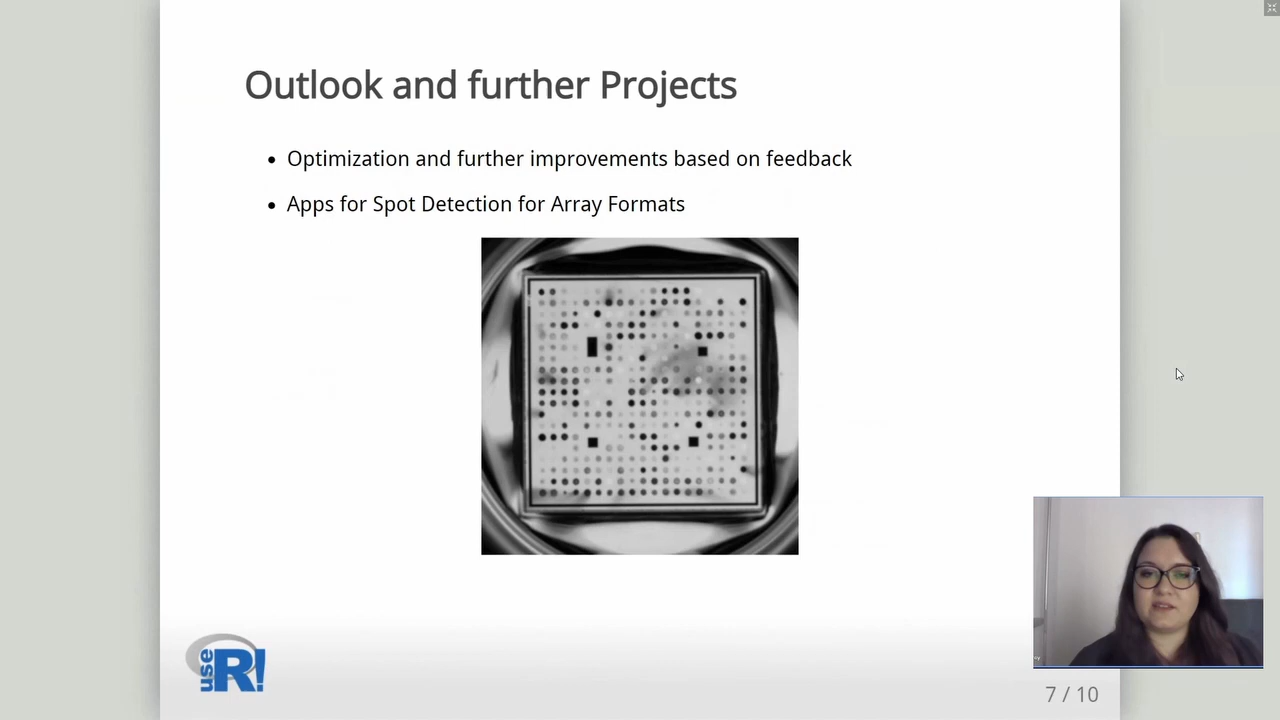 Outlook and further Projects
Optimization and further improvements based on feedback
Apps for Spot Detection for Array Formats
use
R!
7 / 10